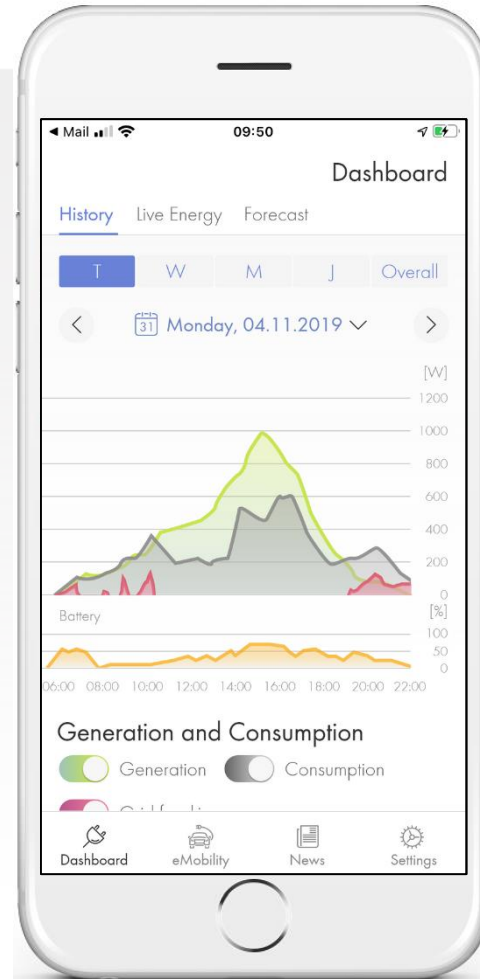 Mail 09:50
Dashboard
History Live Energy Forecast
T W M J Overall
31 Monday, 04.11.2019
[W]
1200
1000
800
600
400
200
0
Battery [%]
100
50
0
06:00 08:00 10:00 12:00 14:00 16:00 18:00 20:00 22:00
Generation and Consumption
Generation Consumption
Dashboard eMobility News Settings